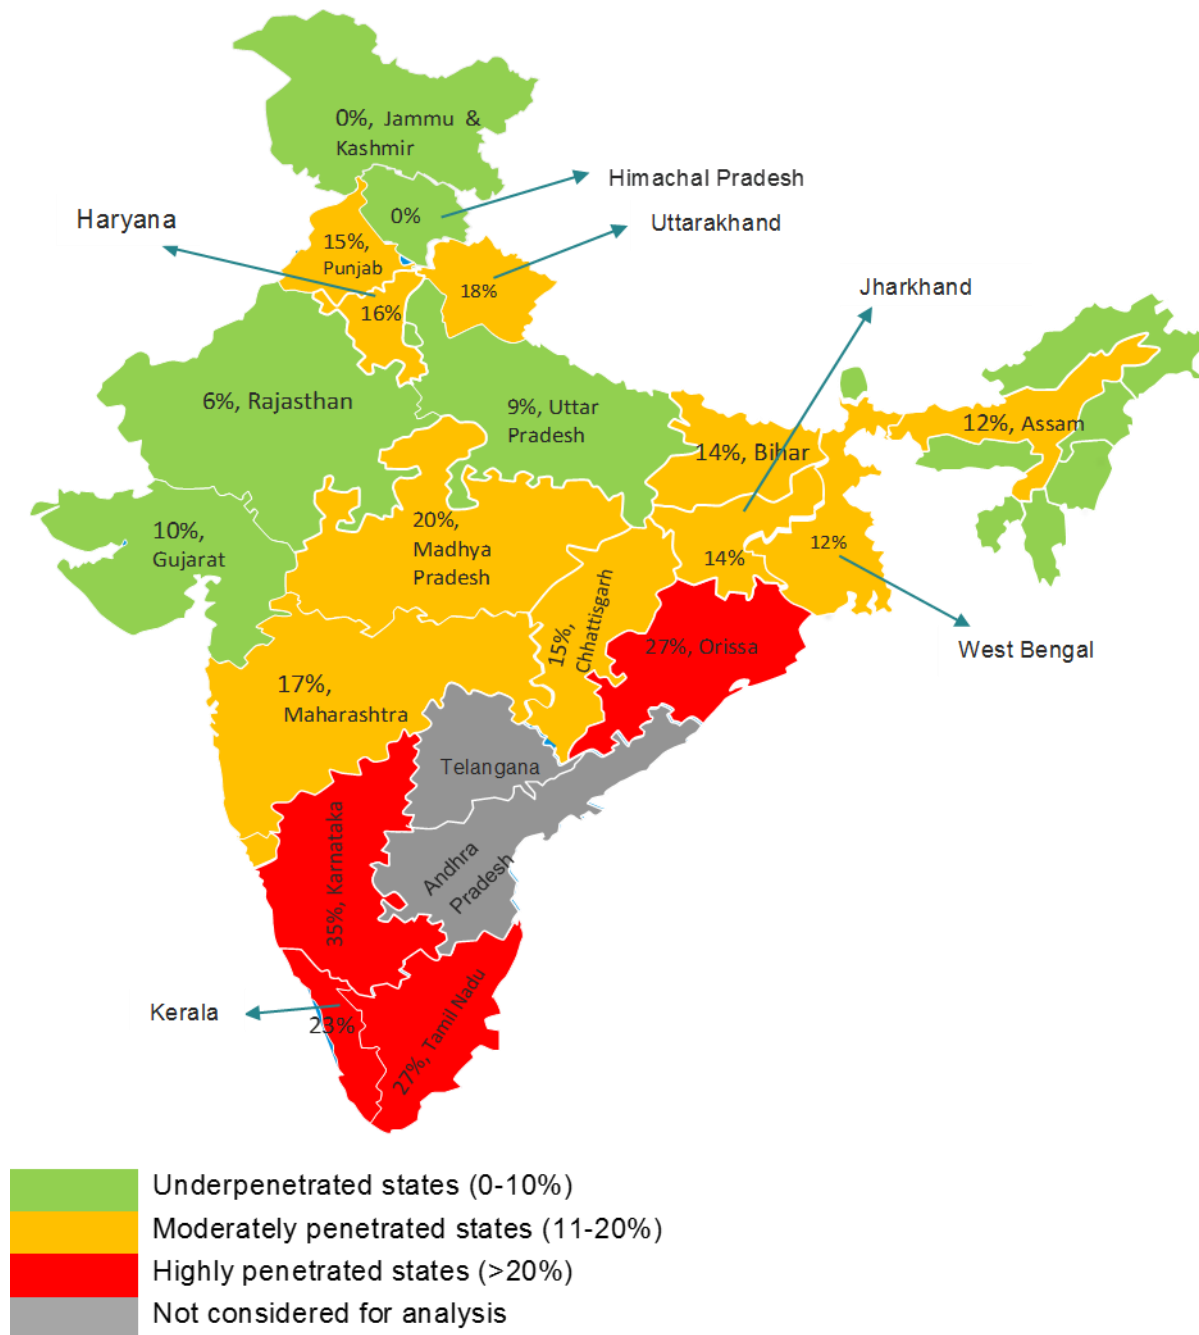 0%, Jammu &
Kashmir
Himachal Pradesh
0%
Haryana
Uttarakhand
15%,
Punjab
18%
Jharkhand
16%
6%, Rajasthan
9%, Uttar
Pradesh
12%, Assam
14%, Bihar
10%,
Gujarat
20%,
Madhya
Pradesh
12%
14%
15%,
Chhattisgarh
27%, Orissa
West Bengal
17%,
Maharashtra
Telangana
35%, Karnataka
Andhra
Pradesh
Kerala
23%
27%, Tamil Nadu
Underpenetrated states (0-10%)
Moderately penetrated states (11-20%)
Highly penetrated states (>20%)
Not considered for analysis